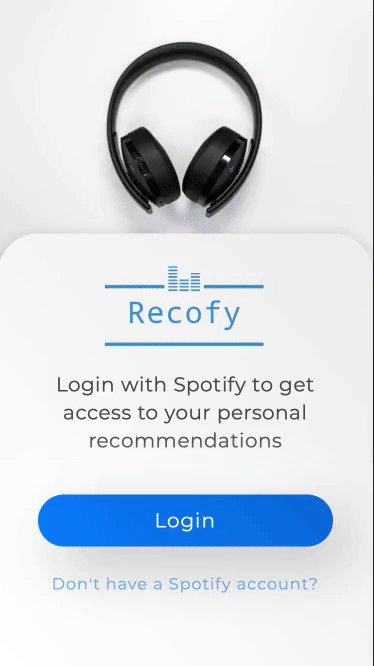 Recofy
Login with Spotify to get
access to your personal
recommendations
Login
Don't have a Spotify account?